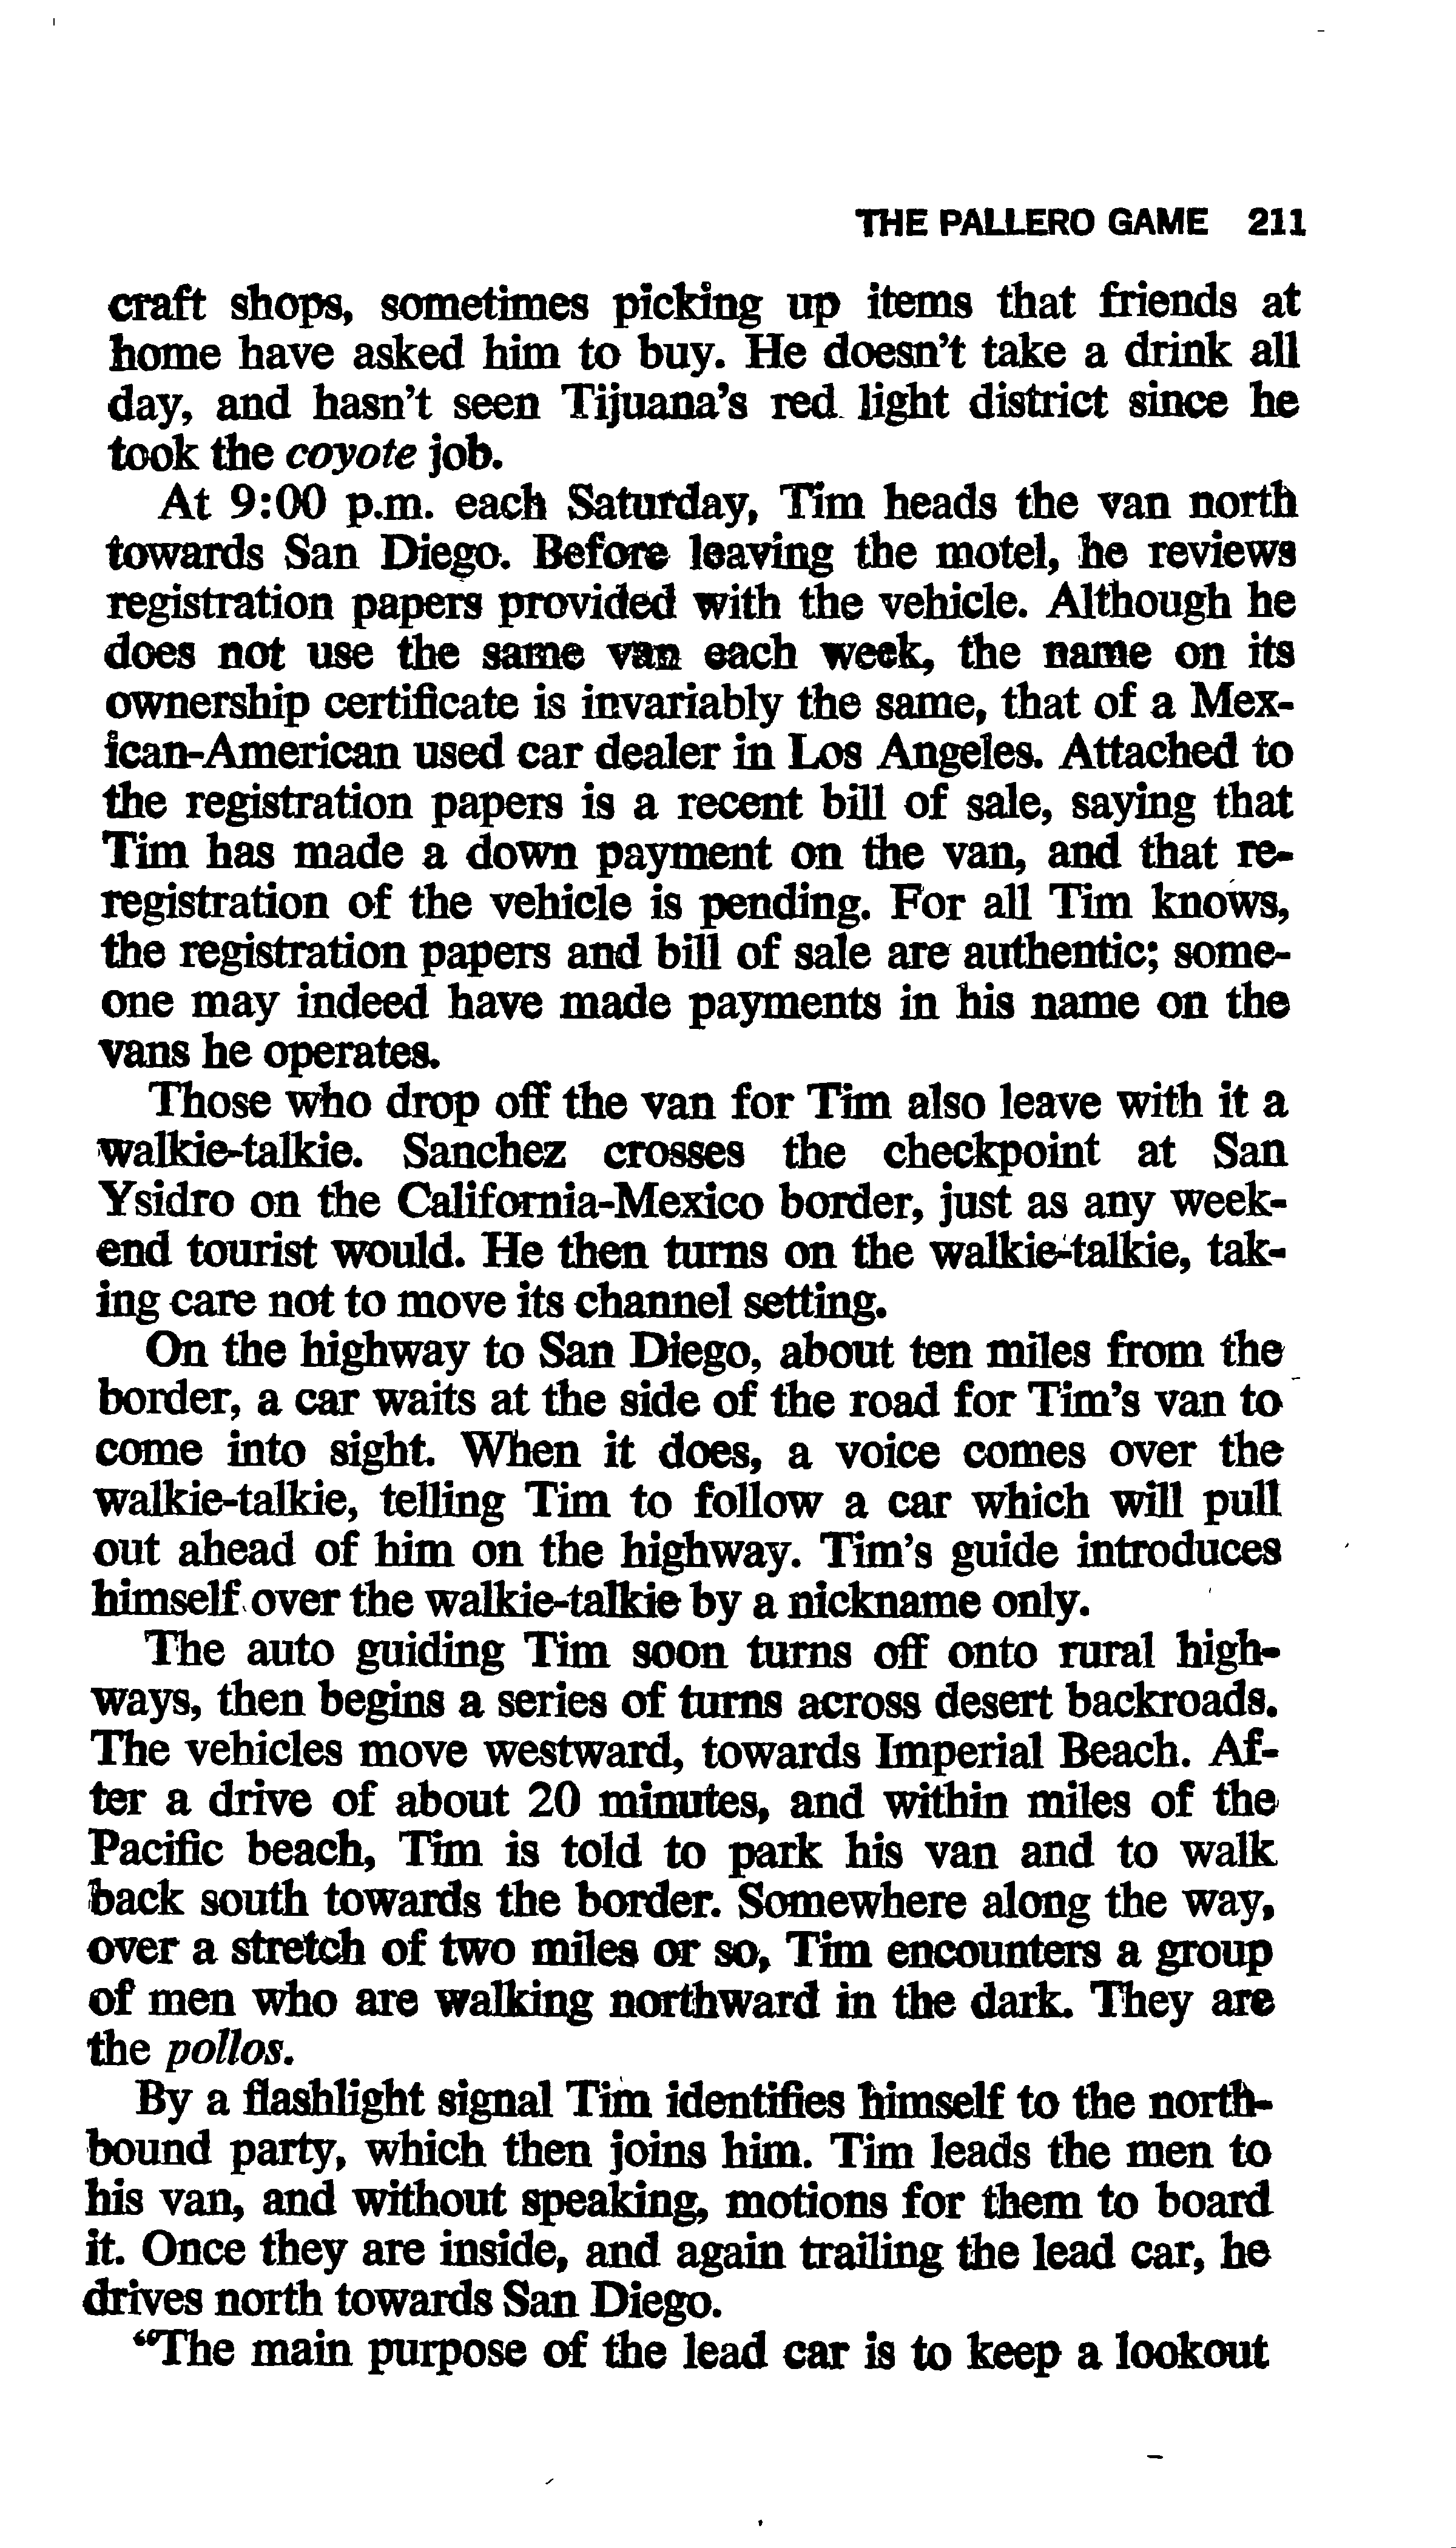 THE PALLERO GAME 211
craft shops, sometimes picking up items that friends at
home have asked him to buy. He doesn't take a drink all
day, and hasn't seen Tijuana's red light district since he
took the coyote job.
At 9:00 p.m. each Saturday, Tim heads the van north
towards San Diego. Before leaving the motel, he reviews
registration papers provided with the vehicle. Although he
does not use the same van each week, the name on its
ownership certificate is invariably the same, that of a Mex-
ican-American used car dealer in Los Angeles. Attached to
the registration papers is a recent bill of sale, saying that
Tim has made a down payment on the van, and that re-
registration of the vehicle is pending. For all Tim knows,
the registration papers and bill of sale are authentic; some-
one may indeed have made payments in his name on the
vans he operates.
Those who drop off the van for Tim also leave with it a
walkie-talkie. Sanchez crosses the checkpoint at San
Ysidro on the California-Mexico border, just as any week-
end tourist would. He then turns on the walkie-talkie, tak-
ing care not to move its channel setting.
On the highway to San Diego, about ten miles from the
border, a car waits at the side of the road for Tim's van to
come into sight. When it does, a voice comes over the
walkie-talkie, telling Tim to follow a car which will pull
out ahead of him on the highway. Tim's guide introduces
himself over the walkie-talkie by a nickname only.
The auto guiding Tim soon turns off onto rural high-
ways, then begins a series of turns across desert backroads.
The vehicles move westward, towards Imperial Beach. Af-
ter a drive of about 20 minutes, and within miles of the
Pacific beach, Tim is told to park his van and to walk
back south towards the border. Somewhere along the way,
over a stretch of two miles or so, Tim encounters a group
of men who are walking northward in the dark. They are
the pollos.
By a flashlight signal Tim identifies himself to the north-
bound party, which then joins him. Tim leads the men to
his van, and without speaking, motions for them to board
it. Once they are inside, and again trailing the lead car, he
drives north towards San Diego.
"The main purpose of the lead car is to keep a lookout